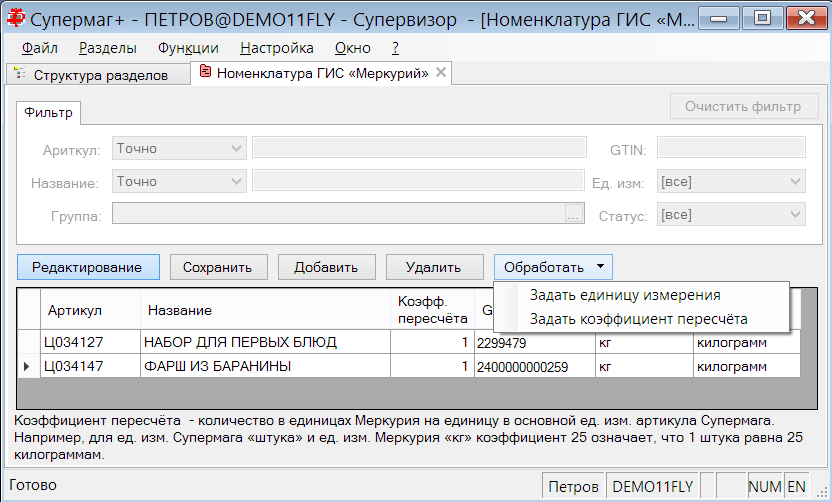 Супермаг+ - ПЕТРОВ@DEMO11FLY - Супервизор - [Номенклатура ГИС «М...
Файл Разделы Функции Настройка Окно ?
Структура разделов Номенклатура ГИС «Меркурий»
Очистить фильтр
Фильтр
Ариткул: Точно GTIN:
Название: Точно Ед. изм: [все]
Группа: ... Статус: [все]
Редактирование Сохранить Добавить Удалить Обработать
Задать единицу измерения
Задать коэффициент пересчёта
Артикул Название Коэфф. пересчёта G
Ц034127 НАБОР ДЛЯ ПЕРВЫХ БЛЮД 1 2299479 кг килограмм
Ц034147 ФАРШ ИЗ БАРАНИНЫ 1 2400000000259 кг килограмм
Коэффициент пересчёта - количество в единицах Меркурия на единицу в основной ед. изм. артикула Супермага.
Например, для ед. изм. Супермага «штука» и ед. изм. Меркурия «кг» коэффициент 25 означает, что 1 штука равна 25
килограммам.
Готово Петров DEMO11FLY NUM EN